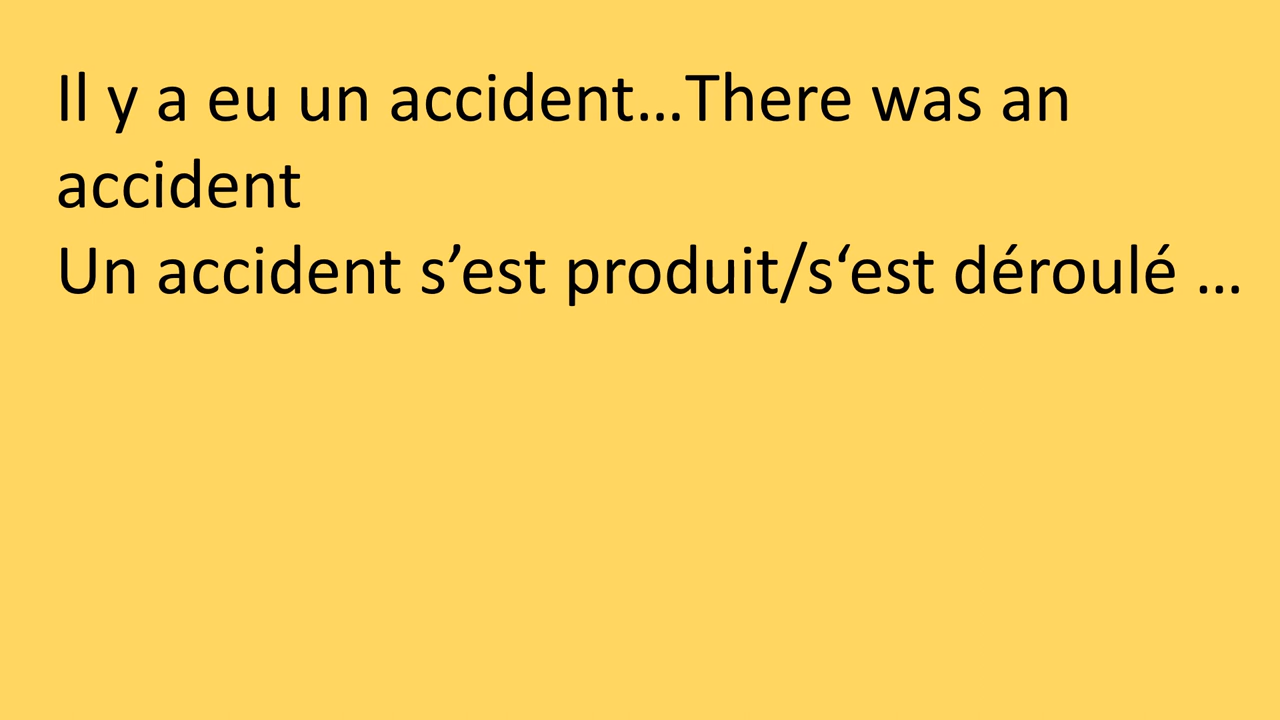 Il y a eu un accident…There was an
accident
Un accident s’est produit/s‘est déroulé …